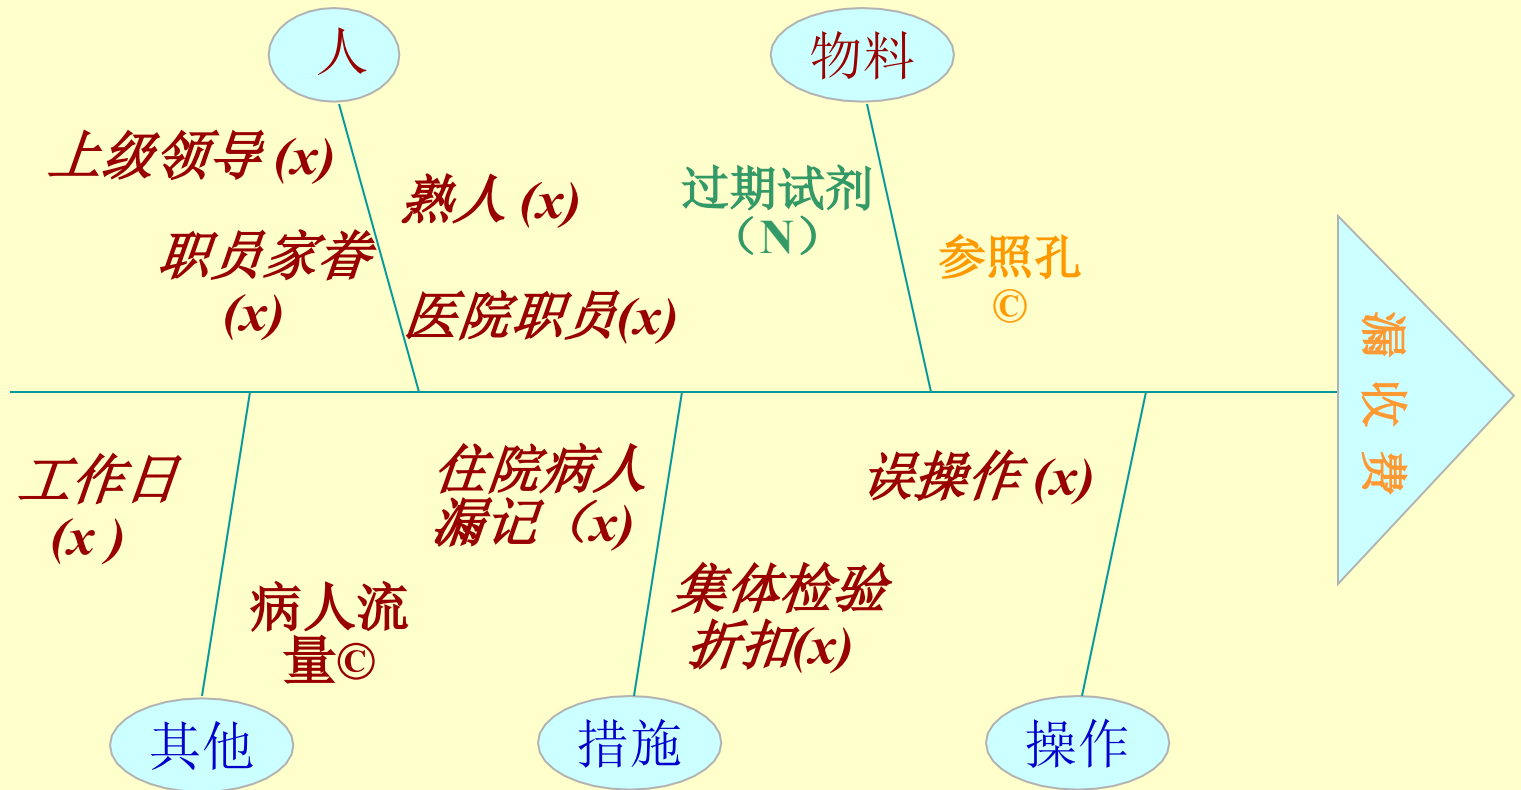 人
物料
上级领导 (x)
熟人 (x)
职员家眷
(x)
医院职员(x)
过期试剂
（N）
参照孔
©
漏收费
工作日
(x )
病人流
量©
住院病人
漏记（x)
集体检验
折扣(x)
误操作 (x)
其他
措施
操作